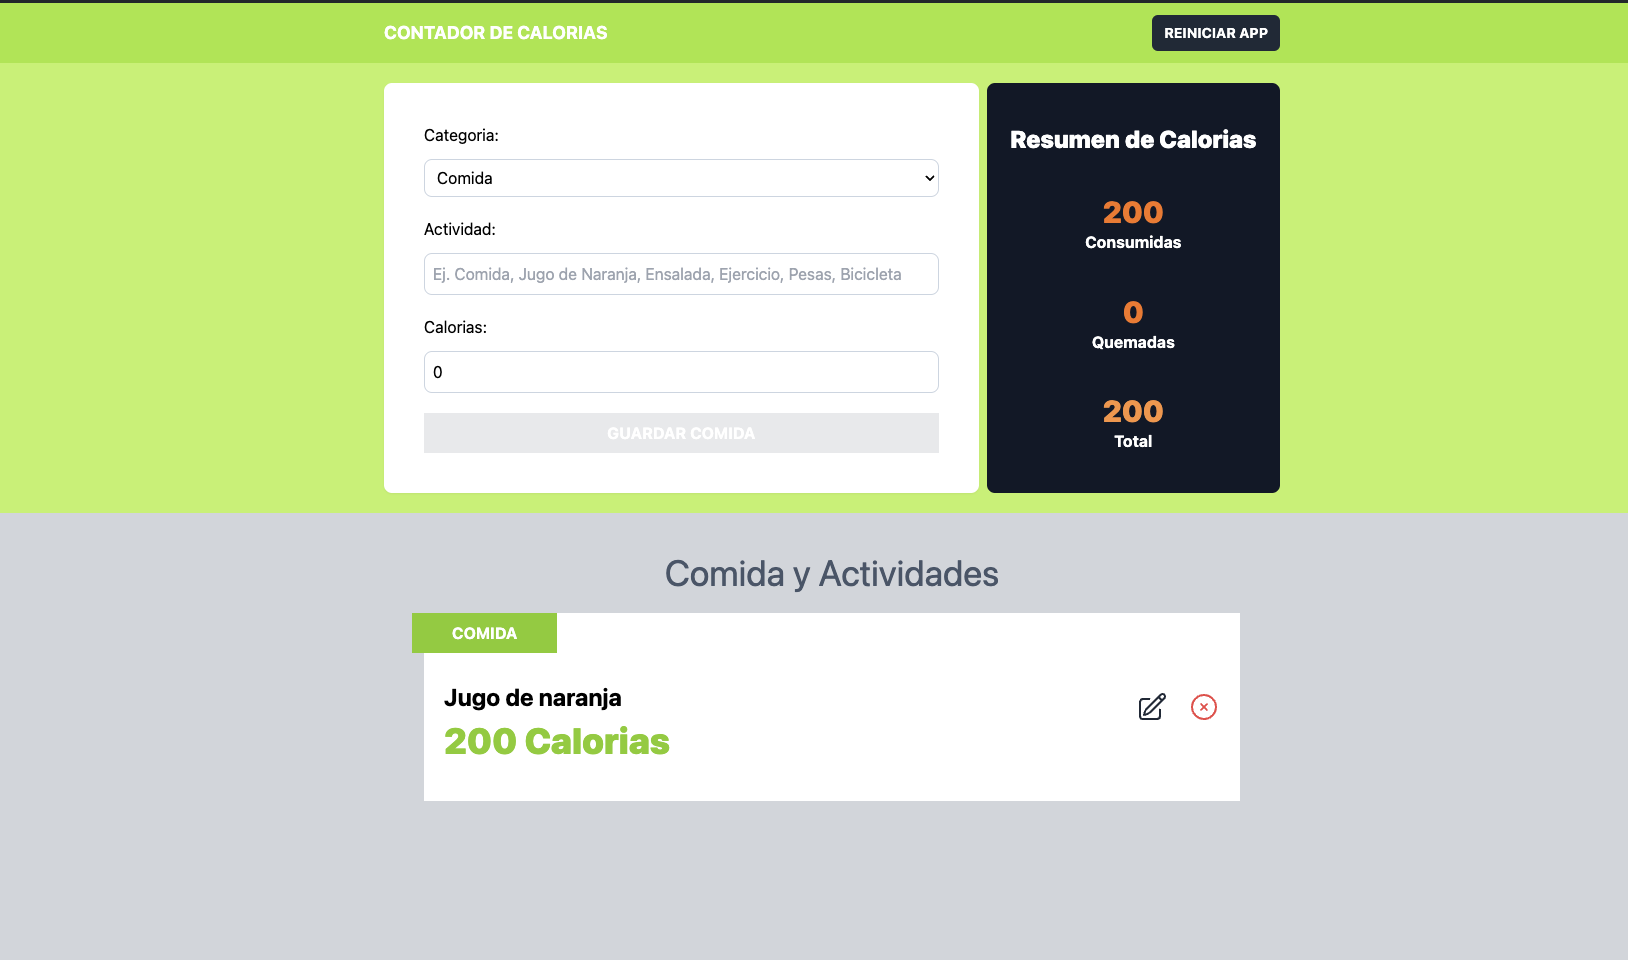 CONTADOR DE CALORIAS
REINICIAR APP
Categoria:
Comida
Actividad:
Ej. Comida, Jugo de Naranja, Ensalada, Ejercicio, Pesas, Bicicleta
Calorias:
0
GUARDAR COMIDA
Resumen de Calorias
200
Consumidas
0
Quemadas
200
Total
Comida y Actividades
COMIDA
Jugo de naranja
200 Calorias